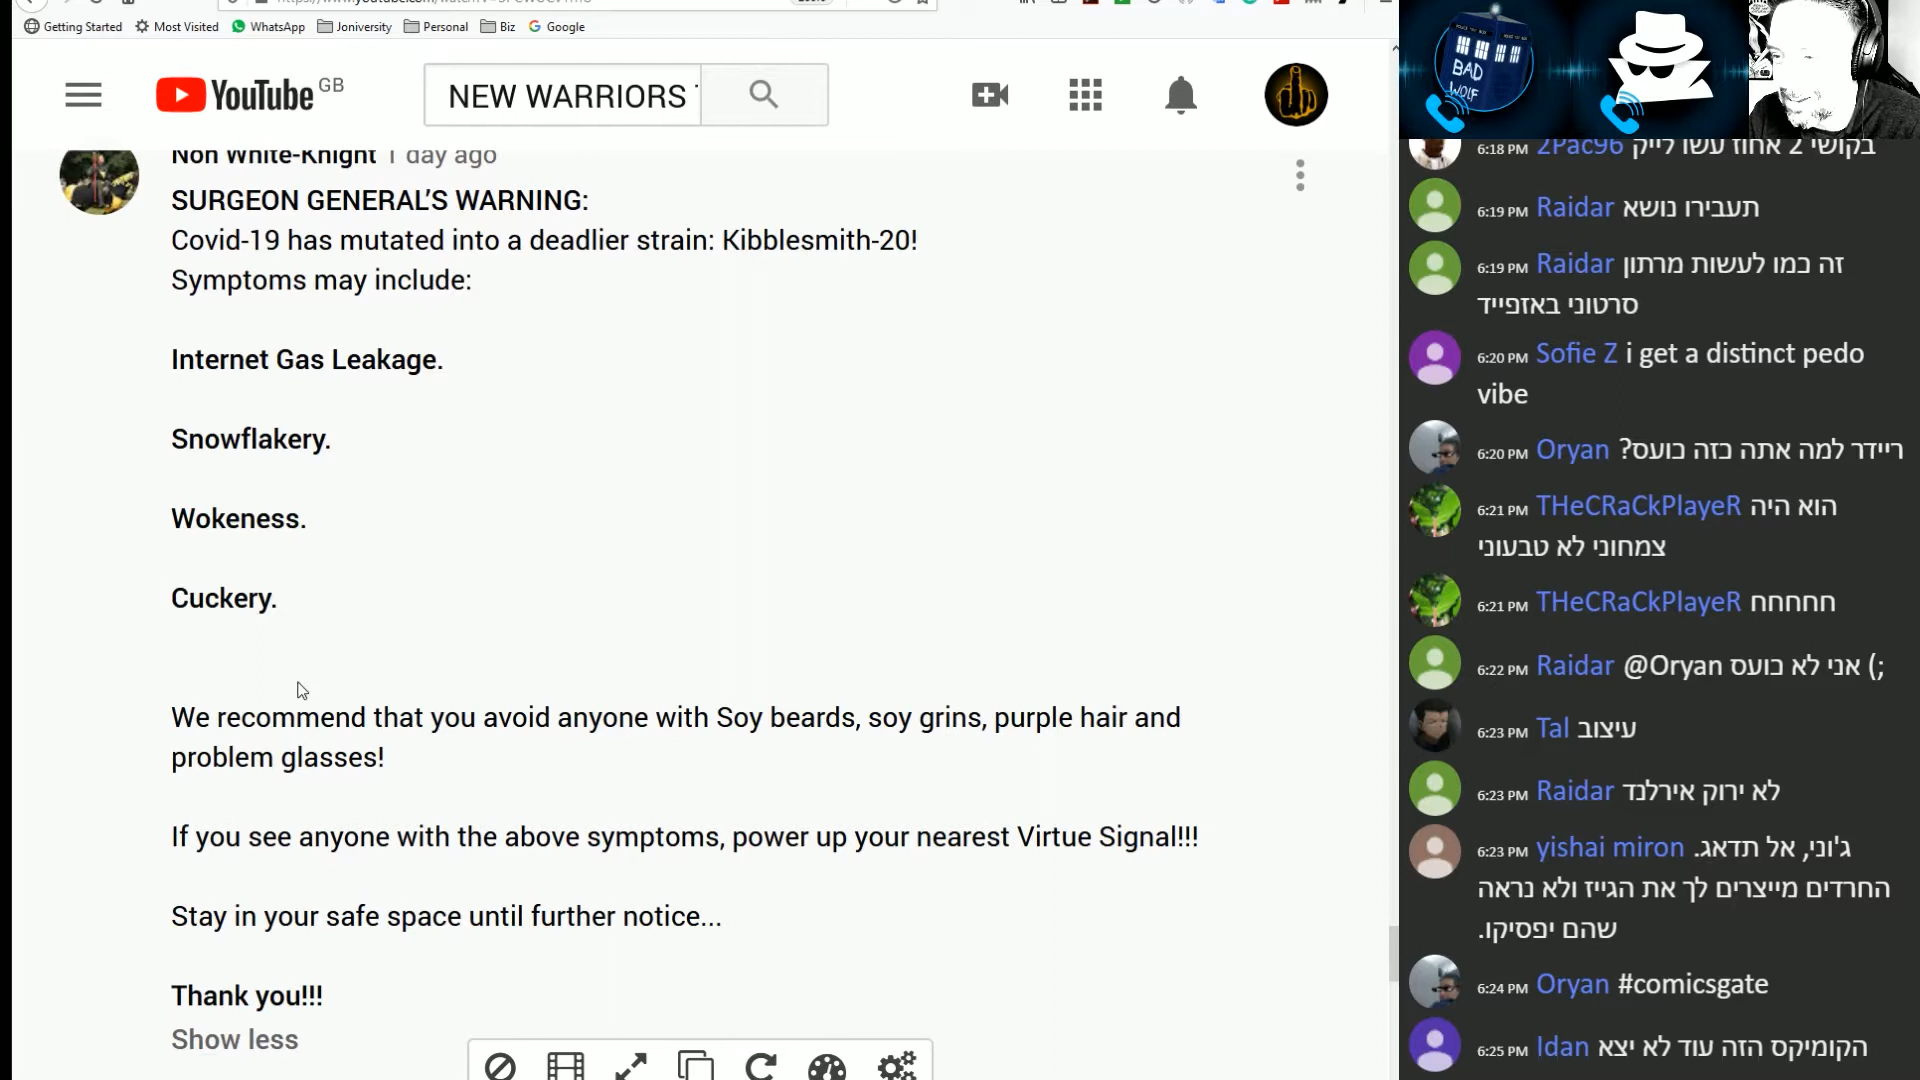 Getting Started Most Visited WhatsApp Joniversity Personal Biz Google
YouTube GB
NEW WARRIORS
Non White-Knight 1 day ago
SURGEON GENERAL'S WARNING:
Covid-19 has mutated into a deadlier strain: Kibblesmith-20!
Symptoms may include:
Internet Gas Leakage.
Snowflakery.
Wokeness.
Cuckery.
We recommend that you avoid anyone with Soy beards, soy grins, purple hair and
problem glasses!
If you see anyone with the above symptoms, power up your nearest Virtue Signal!!!
Stay in your safe space until further notice...
Thank you!!!
Show less
BAD
WOLF
6:18 PM 2Pac96 בקושי 2 אחוז עשו לייק
6:19 PM Raidar תעבירו נושא
6:19 PM Raidar זה כמו לעשות מרתון
סרטוני באזפייד
6:20 PM Sofie Z i get a distinct pedo
vibe
6:20 PM Oryan ריידר למה אתה כזה כועס?
6:21 PM THeCRaCkPlayeR הוא היה
צמחוני לא טבעוני
6:21 PM THeCRaCkPlayeR חחחחח
6:22 PM Raidar @Oryan אני לא כועס ;)
6:23 PM Tal עיצוב
6:23 PM Raidar לא ירוק אירלנד
6:23 PM yishai miron ג'וני, אל תדאג.
החרדים מייצרים לך את הגייז ולא נראה
שהם יפסיקו.
6:24 PM Oryan #comicsgate
6:25 PM Idan הקומיקס הזה עוד לא יצא